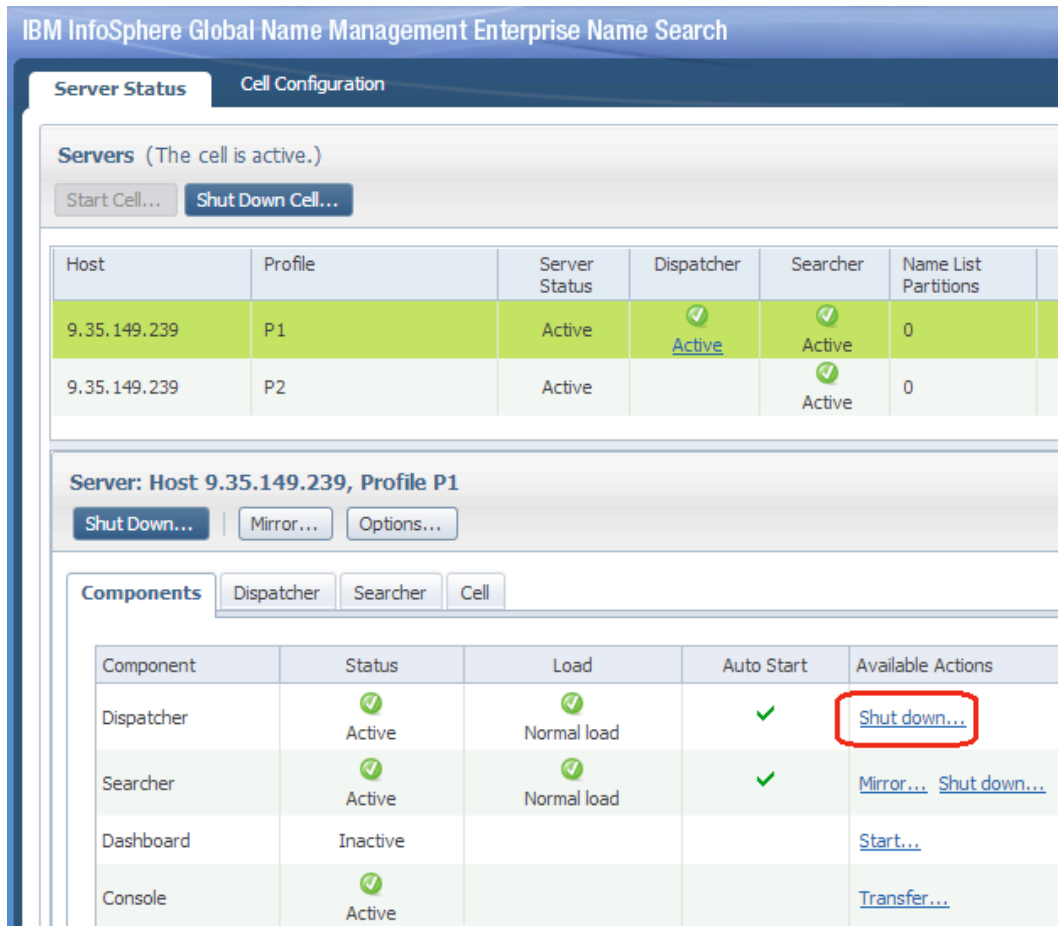 IBM InfoSphere Global Name Management Enterprise Name Search
Server Status Cell Configuration
Servers (The cell is active.)
Start Cell... Shut Down Cell...
Host Profile Server Status Dispatcher Searcher Name List Partitions
9.35.149.239 P1 Active Active Active 0
9.35.149.239 P2 Active Active 0
Server: Host 9.35.149.239, Profile P1
Shut Down... Mirror... Options...
Components Dispatcher Searcher Cell
Component Status Load Auto Start Available Actions
Dispatcher Active Normal load Shut down...
Searcher Active Normal load Mirror... Shut down...
Dashboard Inactive Start...
Console Active Transfer...